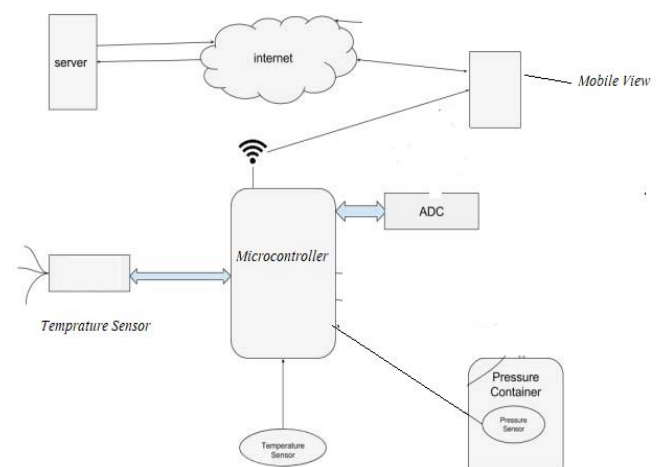 server
internet
Mobile View
ADC
Microcontroller
Temprature Sensor
Pressure
Container
Pressure
Sensor
Temperature
Sensor